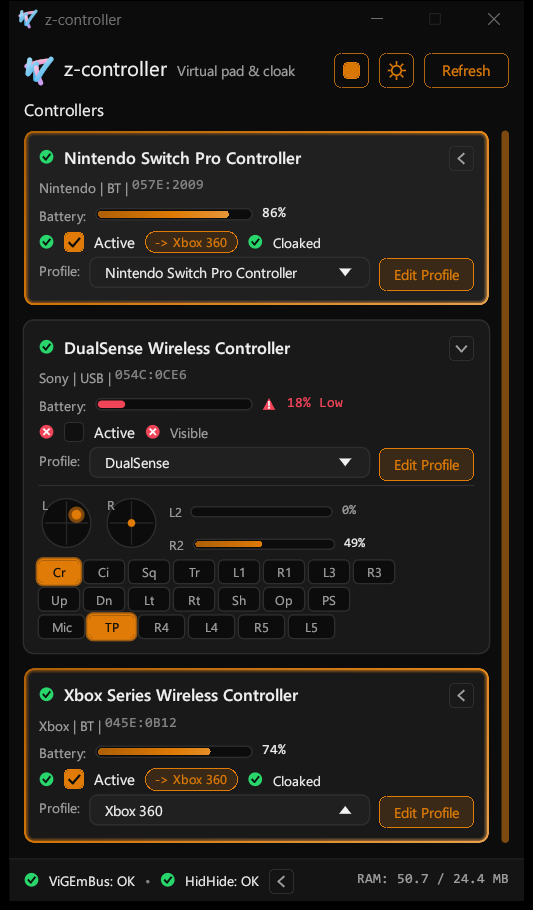 z-controller
z-controller Virtual pad & cloak Refresh
Controllers
Nintendo Switch Pro Controller
Nintendo | BT | 057E:2009
Battery: 86%
Active -> Xbox 360 Cloaked
Profile: Nintendo Switch Pro Controller Edit Profile
DualSense Wireless Controller
Sony | USB | 054C:0CE6
Battery: 18% Low
Active Visible
Profile: DualSense Edit Profile
L R L2 0%
R2 49%
Cr Ci Sq Tr L1 R1 L3 R3
Up Dn Lt Rt Sh Op PS
Mic TP R4 L4 R5 L5
Xbox Series Wireless Controller
Xbox | BT | 045E:0B12
Battery: 74%
Active -> Xbox 360 Cloaked
Profile: Xbox 360 Edit Profile
ViGEmBus: OK • HidHide: OK RAM: 50.7 / 24.4 MB